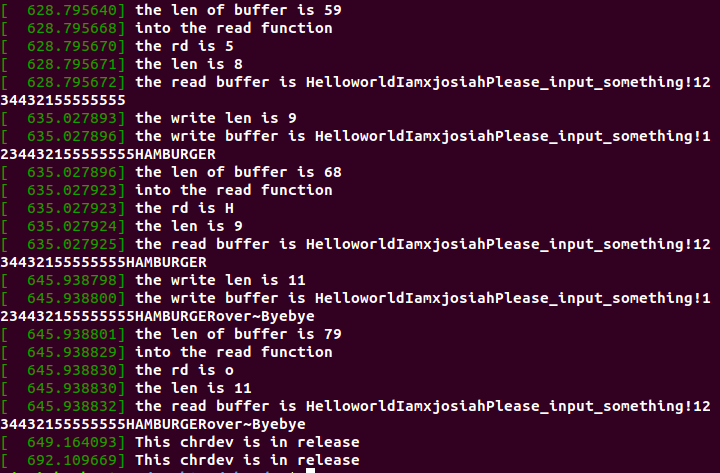 [  628.795640] the len of buffer is 59
[  628.795668] into the read function
[  628.795670] the rd is 5
[  628.795671] the len is 8
[  628.795672] the read buffer is HelloworldIamxjosiahPlease_input_something!12
34432155555555
[  635.027893] the write len is 9
[  635.027896] the write buffer is HelloworldIamxjosiahPlease_input_something!1
234432155555555HAMBURGER
[  635.027896] the len of buffer is 68
[  635.027923] into the read function
[  635.027923] the rd is H
[  635.027924] the len is 9
[  635.027925] the read buffer is HelloworldIamxjosiahPlease_input_something!12
34432155555555HAMBURGER
[  645.938798] the write len is 11
[  645.938800] the write buffer is HelloworldIamxjosiahPlease_input_something!1
234432155555555HAMBURGERover~Byebye
[  645.938801] the len of buffer is 79
[  645.938829] into the read function
[  645.938830] the rd is o
[  645.938830] the len is 11
[  645.938832] the read buffer is HelloworldIamxjosiahPlease_input_something!12
34432155555555HAMBURGERover~Byebye
[  649.164093] This chrdev is in release
[  692.109669] This chrdev is in release